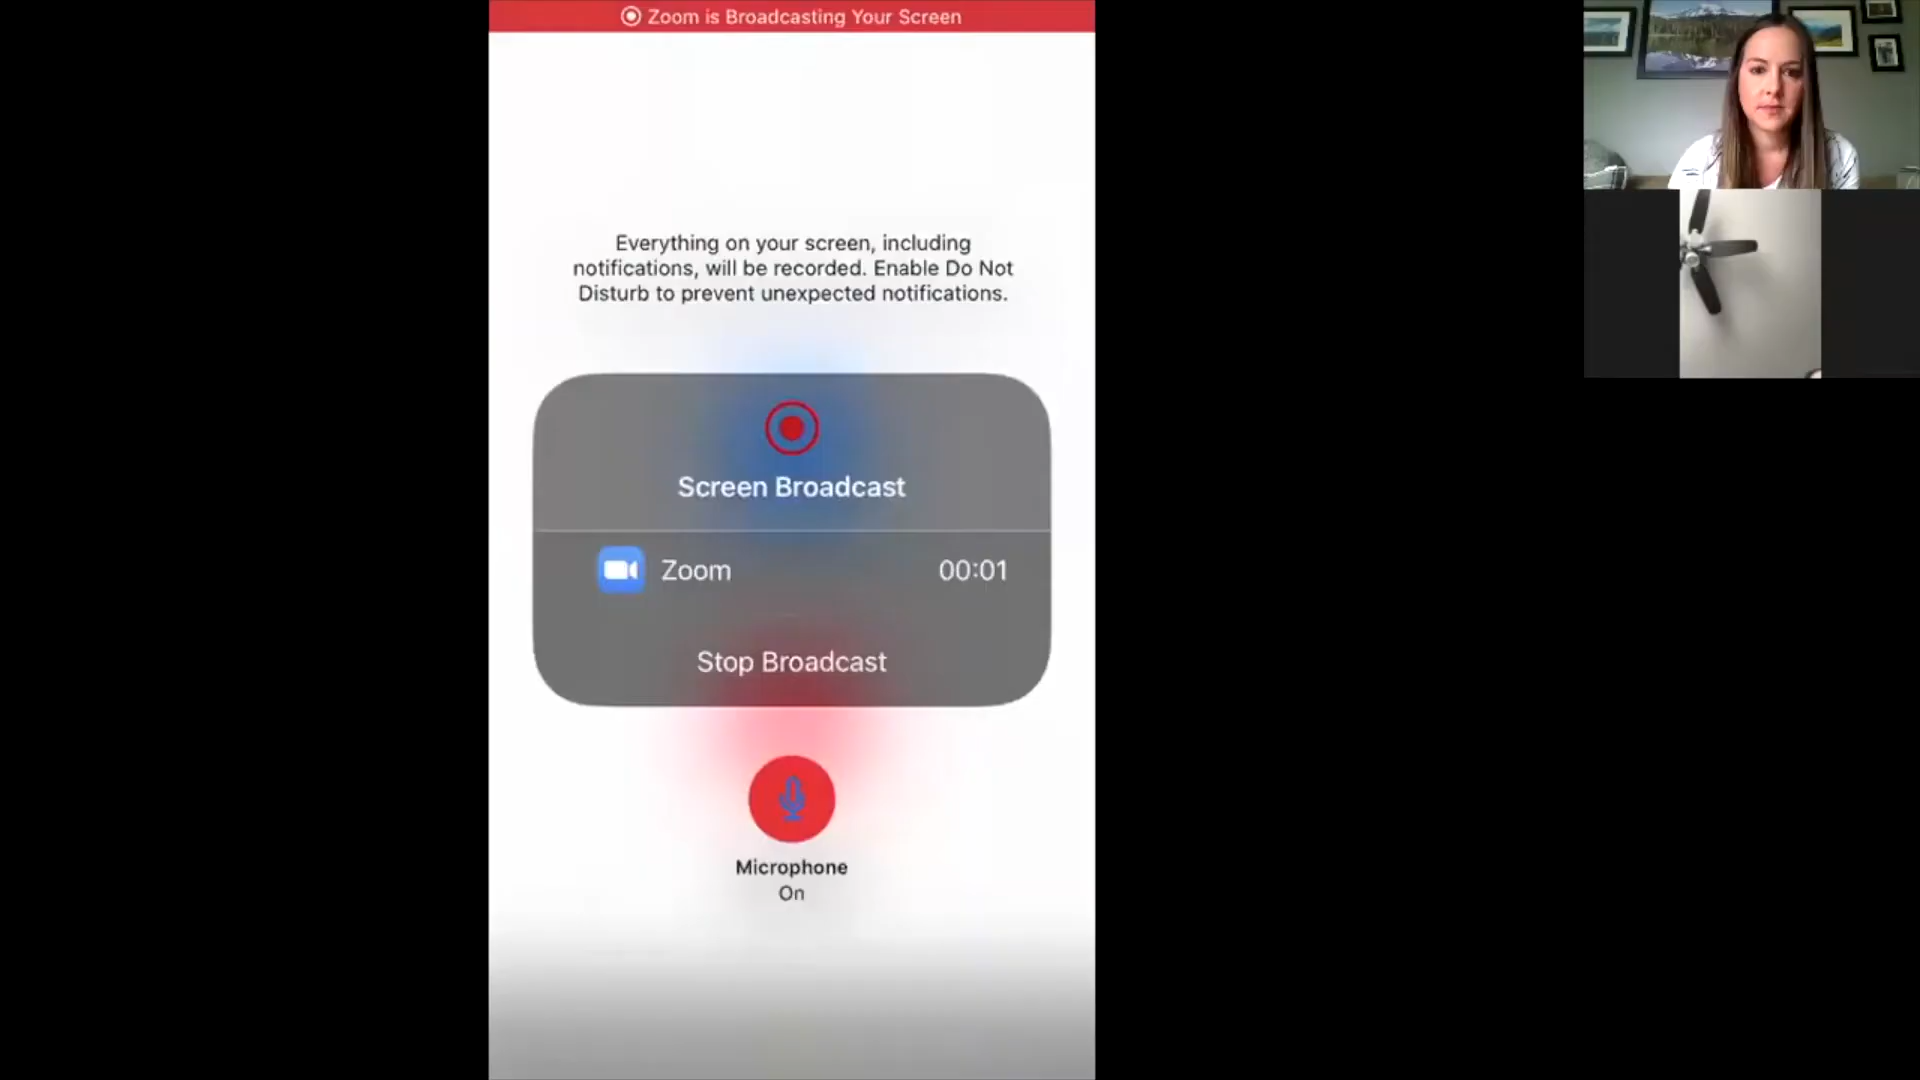 Zoom is Broadcasting Your Screen
Everything on your screen, including
notifications, will be recorded. Enable Do Not
Disturb to prevent unexpected notifications.
Screen Broadcast
Zoom 00:01
Stop Broadcast
Microphone
On